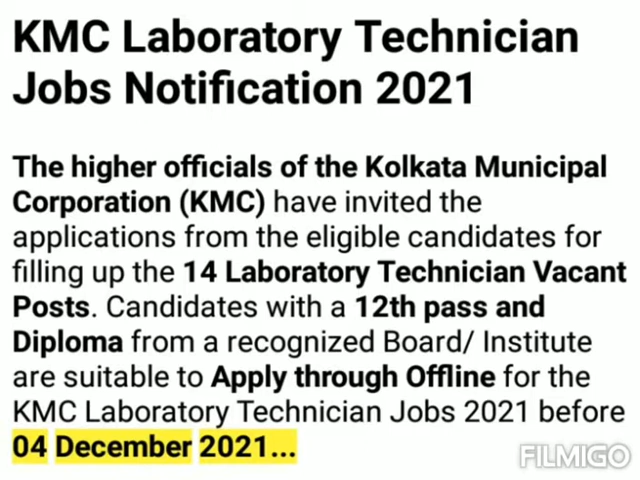 KMC Laboratory Technician
Jobs Notification 2021
The higher officials of the Kolkata Municipal
Corporation (KMC) have invited the
applications from the eligible candidates for
filling up the 14 Laboratory Technician Vacant
Posts. Candidates with a 12th pass and
Diploma from a recognized Board/ Institute
are suitable to Apply through Offline for the
KMC Laboratory Technician Jobs 2021 before
04 December 2021...
FILMIGO